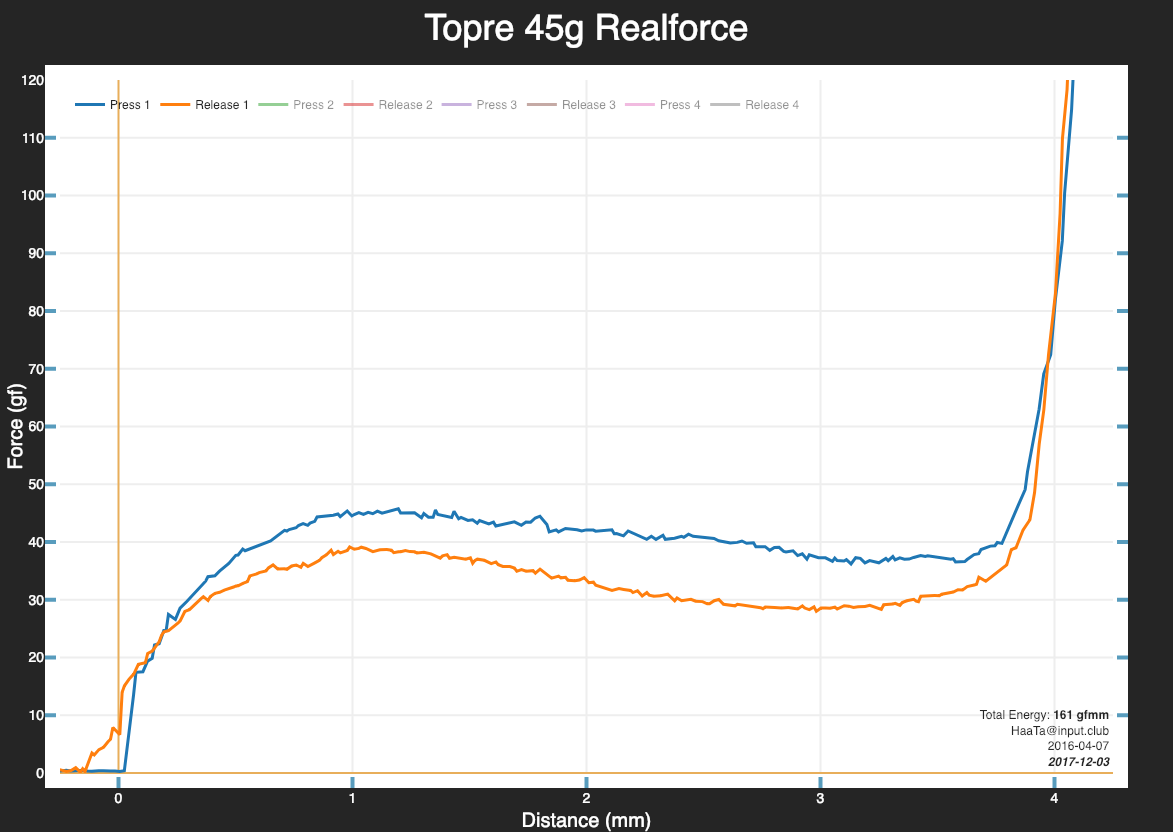 Topre 45g Realforce
Press 1 Release 1 Press 2 Release 2 Press 3 Release 3 Press 4 Release 4
120
110
100
90
80
70
60
50
40
30
20
10
0
Force (gf)
Total Energy: 161 gfmm
HaaTa@input.club
2016-04-07
2017-12-03
0 1 2 3 4
Distance (mm)